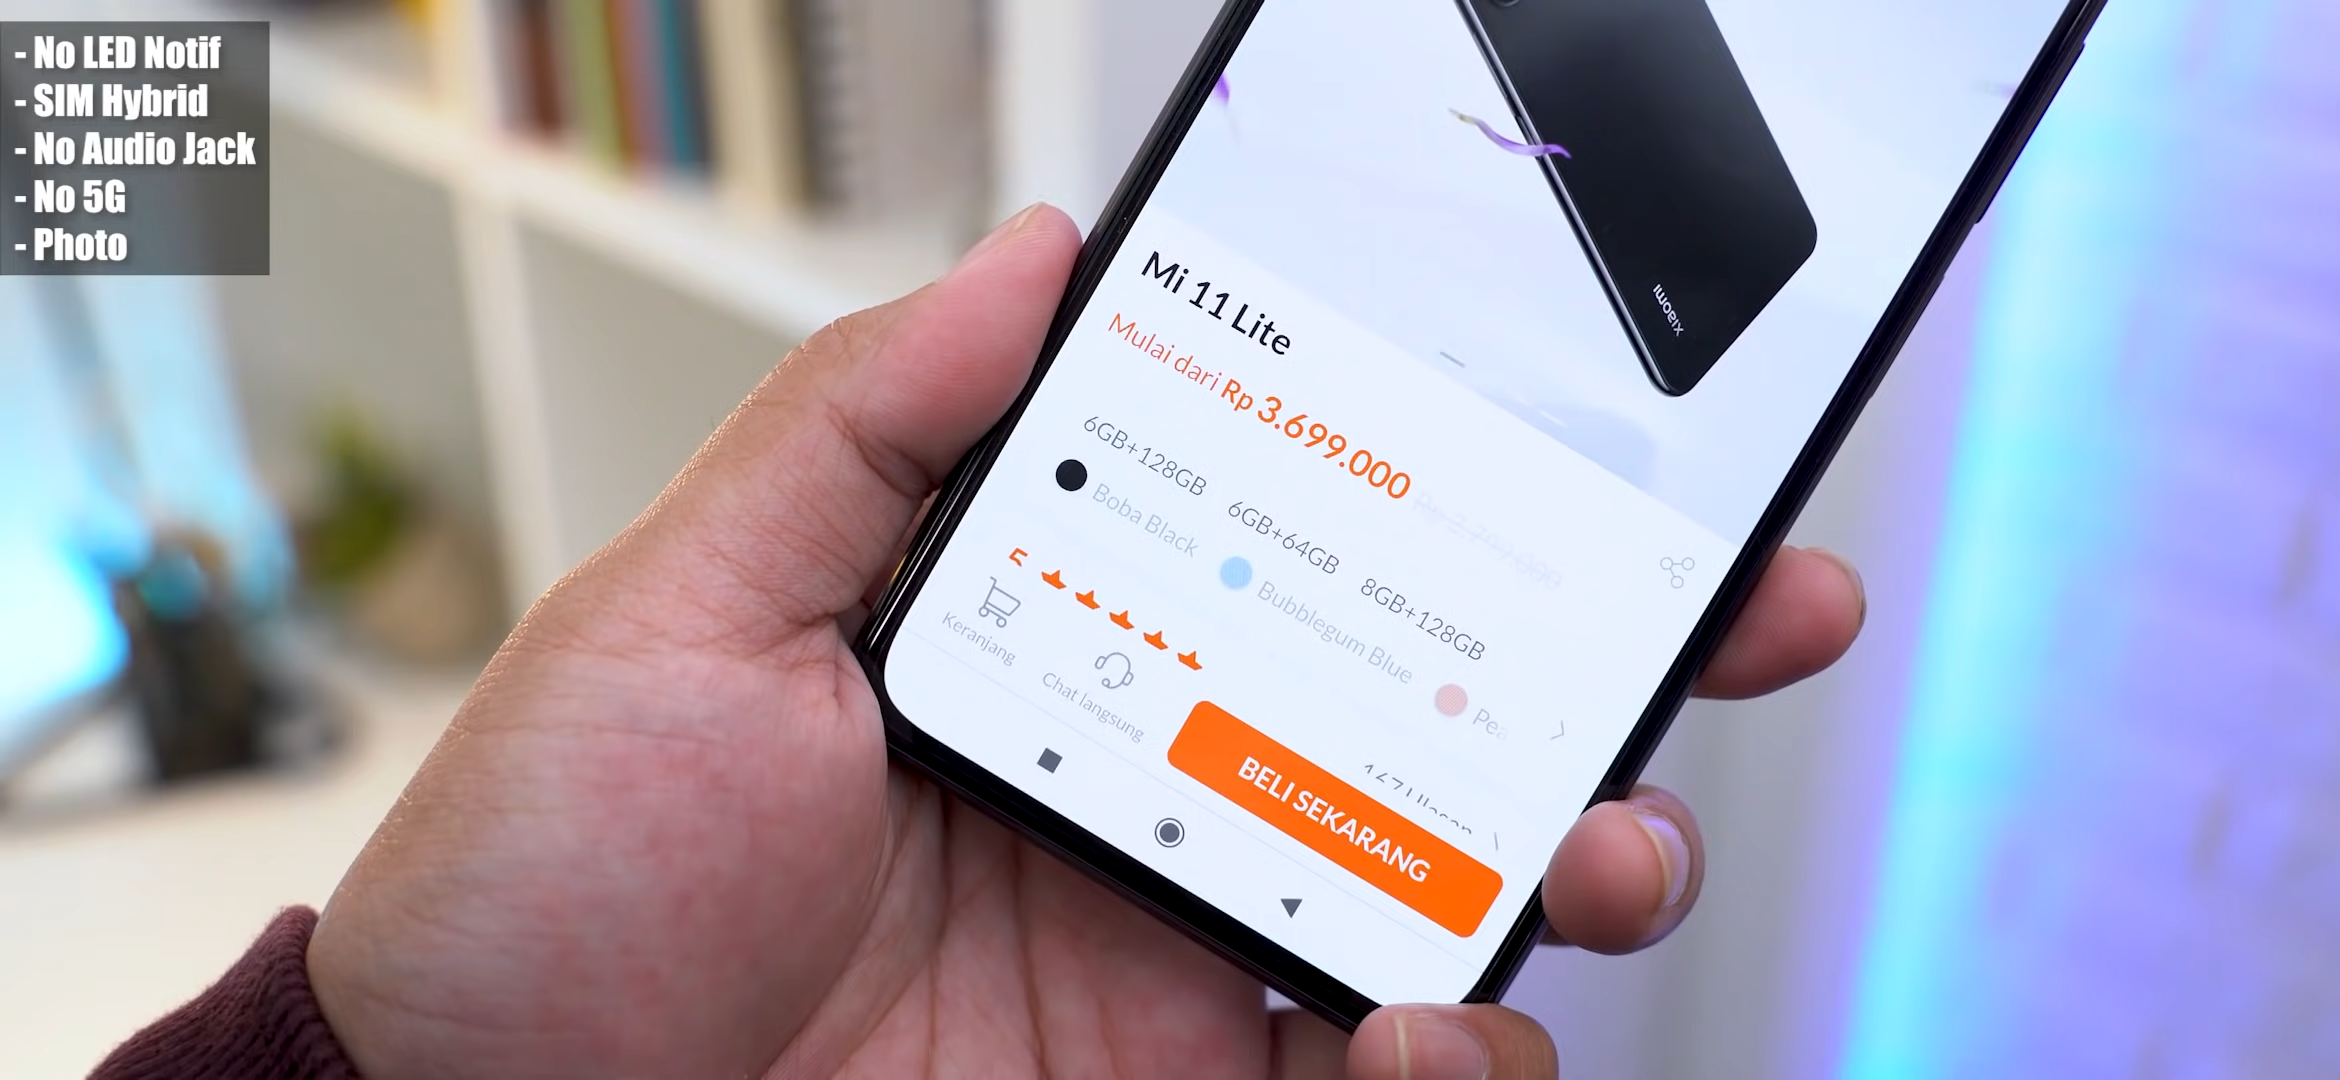 - No LED Notif
- SIM Hybrid
- No Audio Jack
- No 5G
- Photo
xiaomi
Mi 11 Lite
Mulai dari Rp 3.699.000
6GB+128GB 6GB+64GB 8GB+128GB
Boba Black Bubblegum Blue Pea
Keranjang
Chat langsung
BELI SEKARANG